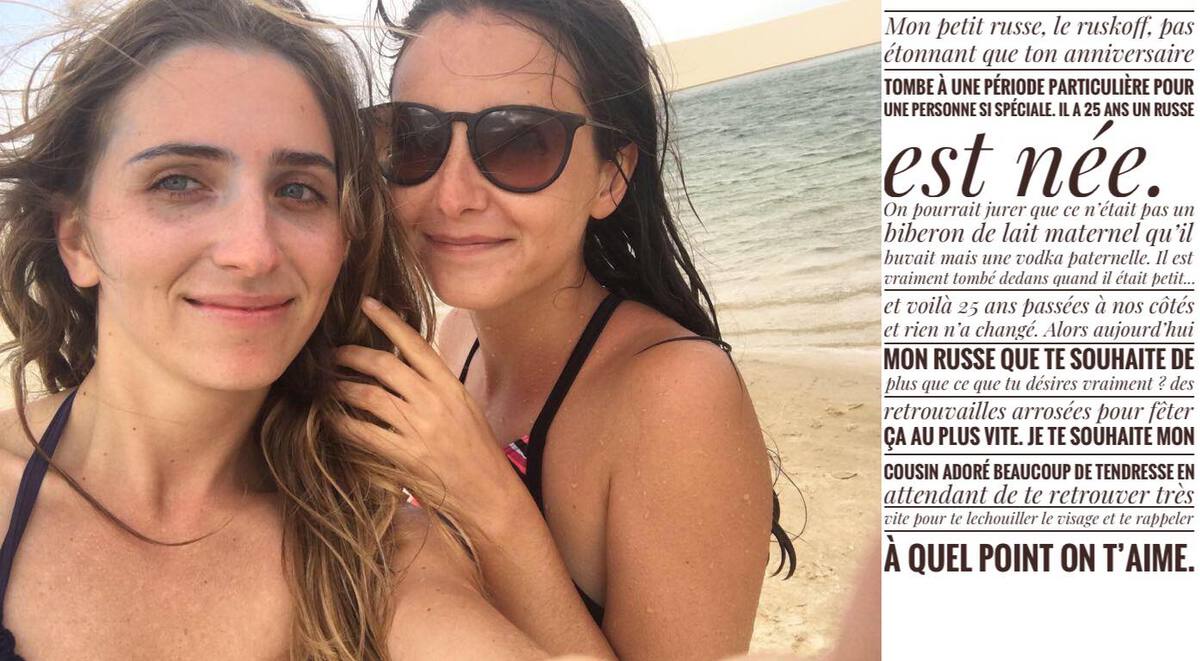 Mon petit russe, le ruskoff, pas
étonnant que ton anniversaire
TOMBE À UNE PÉRIODE PARTICULIÈRE POUR
UNE PERSONNE SI SPÉCIALE. IL A 25 ANS UN RUSSE
est née.
On pourrait jurer que ce n'était pas un
biberon de lait maternel qu'il
buvait mais une vodka paternelle. Il est
vraiment tombé dedans quand il était petit...
et voilà 25 ans passées à nos côtés
et rien n'a changé. Alors aujourd'hui
MON RUSSE QUE TE SOUHAITE DE
plus que ce que tu désires vraiment ? des
retrouvailles arrosées pour fêter
ÇA AU PLUS VITE. JE TE SOUHAITE MON
COUSIN ADORÉ BEAUCOUP DE TENDRESSE EN
attendant de te retrouver très
vite pour te lechouiller le visage et te rappeler
À QUEL POINT ON T'AIME.